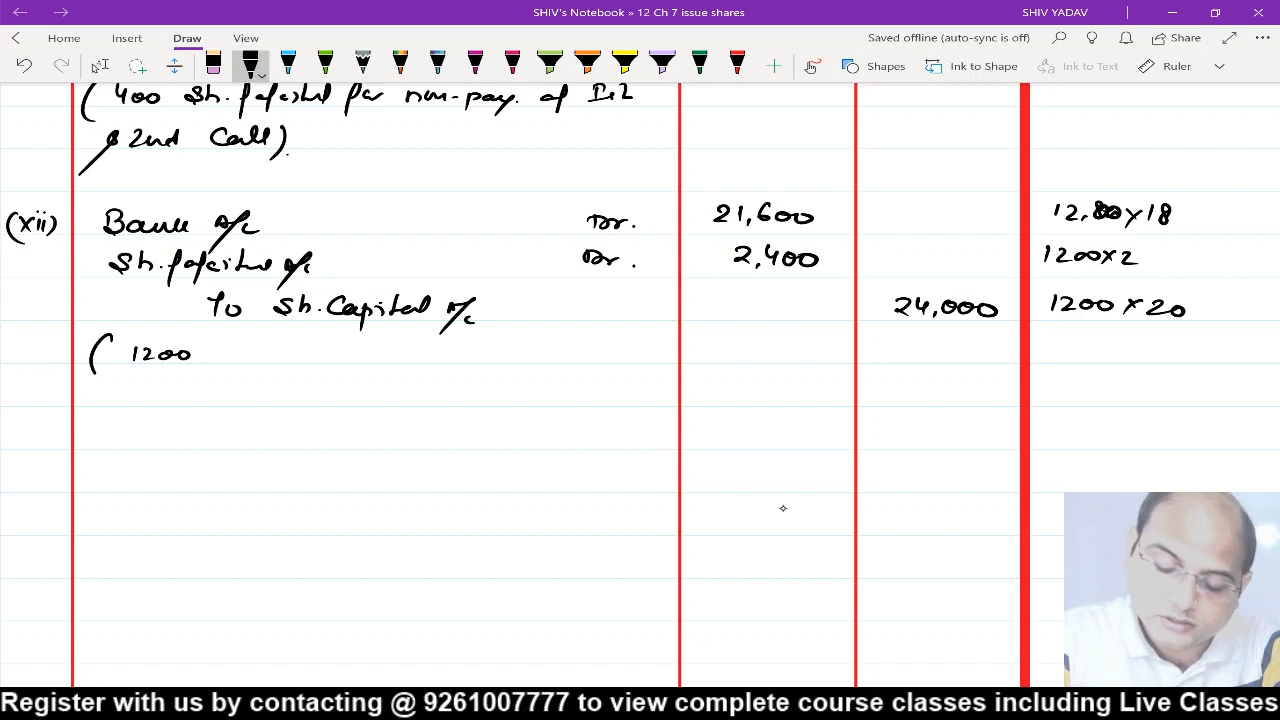 SHIV's Notebook » 12 Ch 7 issue shares
SHIV YADAV
Home Insert Draw View
Saved offline (auto-sync is off)
Share
Shapes Ink to Shape Ink to Text Ruler
( 400 Sh. forfeited for non-pay. of Ist
& 2nd Call).
(xii) Bank A/c Dr. 21,600 12,00×18
Sh. forfeited A/c Dr. 2,400 1200×2
To Sh. Capital A/c 24,000 1200×20
( 1200
Register with us by contacting @ 9261007777 to view complete course classes including Live Classes